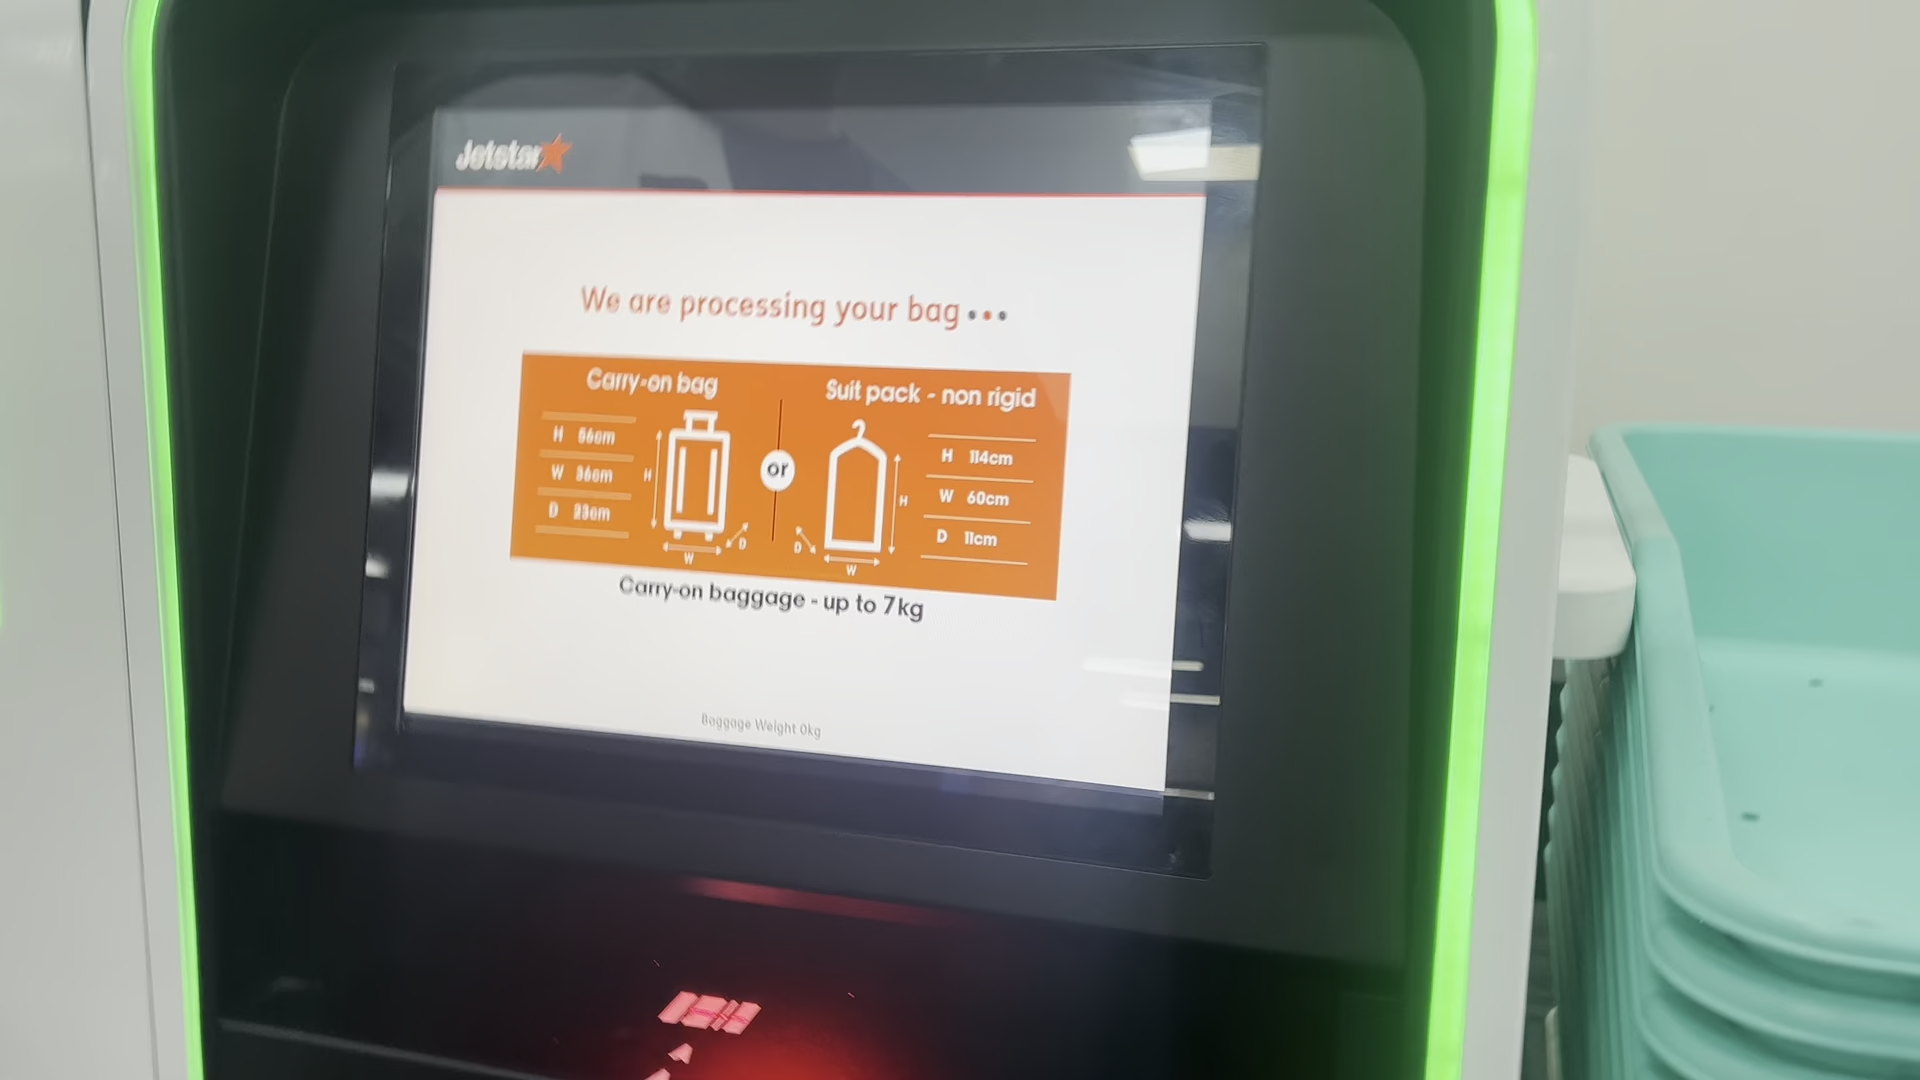 Jetstar
We are processing your bag...
Carry-on bag
H 56cm
W 36cm
D 23cm
H
W
D
or
Suit pack - non rigid
H 114cm
W 60cm
D 11cm
H
W
D
Carry-on baggage - up to 7kg
Baggage Weight 0kg